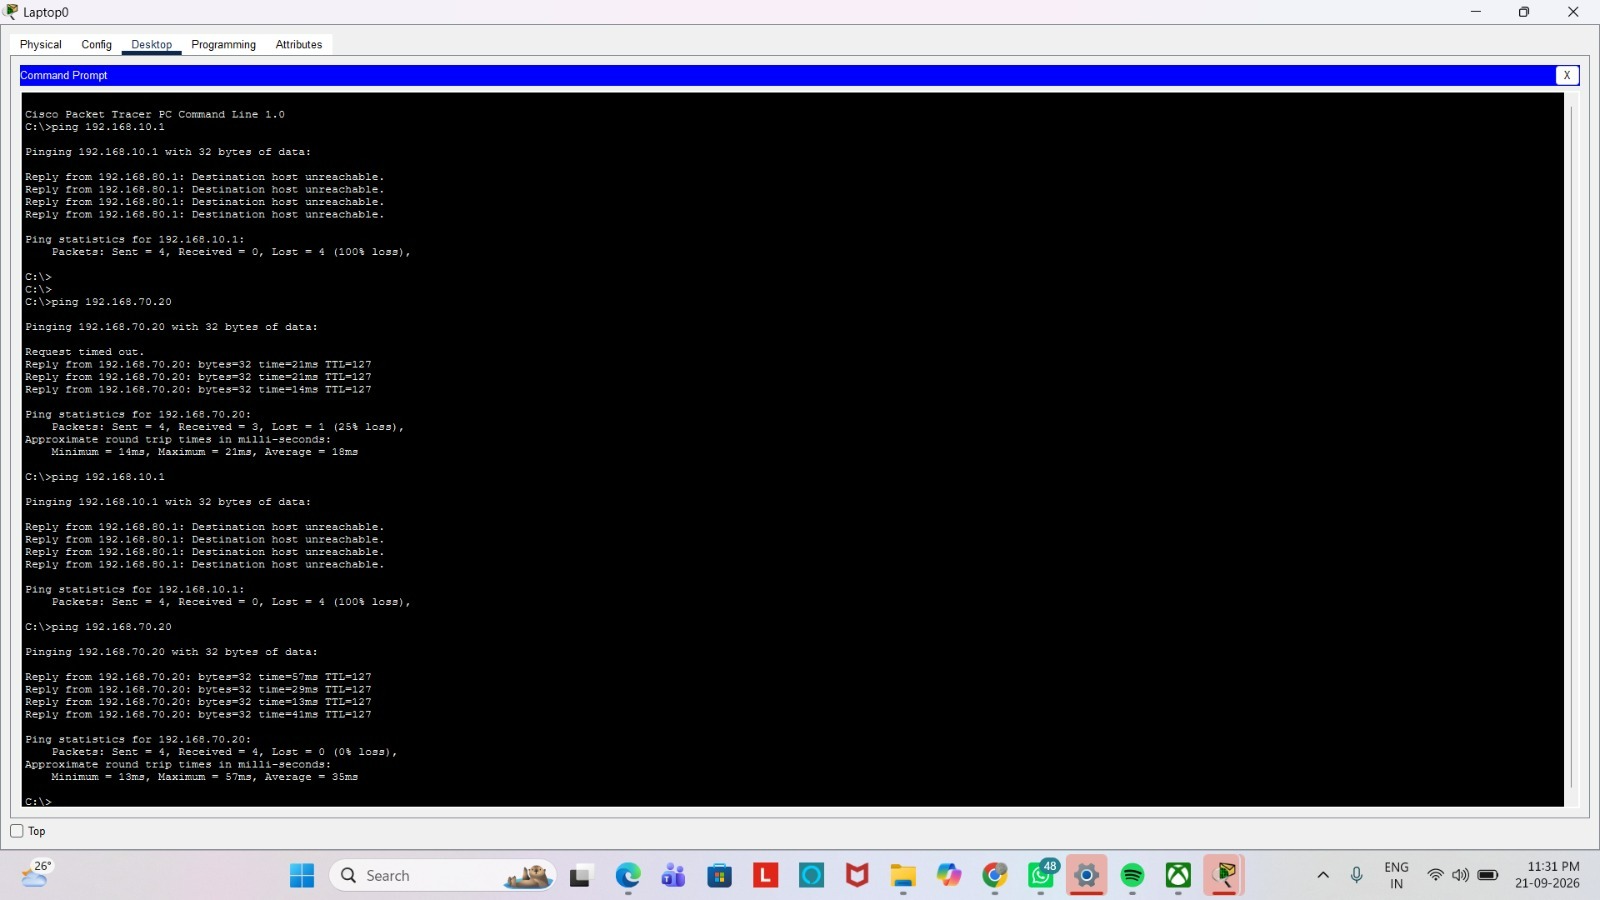 Laptop0
Physical Config Desktop Programming Attributes
Command Prompt
X
Cisco Packet Tracer PC Command Line 1.0
C:\>ping 192.168.10.1
Pinging 192.168.10.1 with 32 bytes of data:
Reply from 192.168.80.1: Destination host unreachable.
Reply from 192.168.80.1: Destination host unreachable.
Reply from 192.168.80.1: Destination host unreachable.
Reply from 192.168.80.1: Destination host unreachable.
Ping statistics for 192.168.10.1:
Packets: Sent = 4, Received = 0, Lost = 4 (100% loss),
C:\>
C:\>
C:\>ping 192.168.70.20
Pinging 192.168.70.20 with 32 bytes of data:
Request timed out.
Reply from 192.168.70.20: bytes=32 time=21ms TTL=127
Reply from 192.168.70.20: bytes=32 time=21ms TTL=127
Reply from 192.168.70.20: bytes=32 time=14ms TTL=127
Ping statistics for 192.168.70.20:
Packets: Sent = 4, Received = 3, Lost = 1 (25% loss),
Approximate round trip times in milli-seconds:
Minimum = 14ms, Maximum = 21ms, Average = 18ms
C:\>ping 192.168.10.1
Pinging 192.168.10.1 with 32 bytes of data:
Reply from 192.168.80.1: Destination host unreachable.
Reply from 192.168.80.1: Destination host unreachable.
Reply from 192.168.80.1: Destination host unreachable.
Reply from 192.168.80.1: Destination host unreachable.
Ping statistics for 192.168.10.1:
Packets: Sent = 4, Received = 0, Lost = 4 (100% loss),
C:\>ping 192.168.70.20
Pinging 192.168.70.20 with 32 bytes of data:
Reply from 192.168.70.20: bytes=32 time=57ms TTL=127
Reply from 192.168.70.20: bytes=32 time=29ms TTL=127
Reply from 192.168.70.20: bytes=32 time=13ms TTL=127
Reply from 192.168.70.20: bytes=32 time=41ms TTL=127
Ping statistics for 192.168.70.20:
Packets: Sent = 4, Received = 4, Lost = 0 (0% loss),
Approximate round trip times in milli-seconds:
Minimum = 13ms, Maximum = 57ms, Average = 35ms
C:\>
Top
26°
Search
L
48
ENG
IN
11:31 PM
21-09-2026